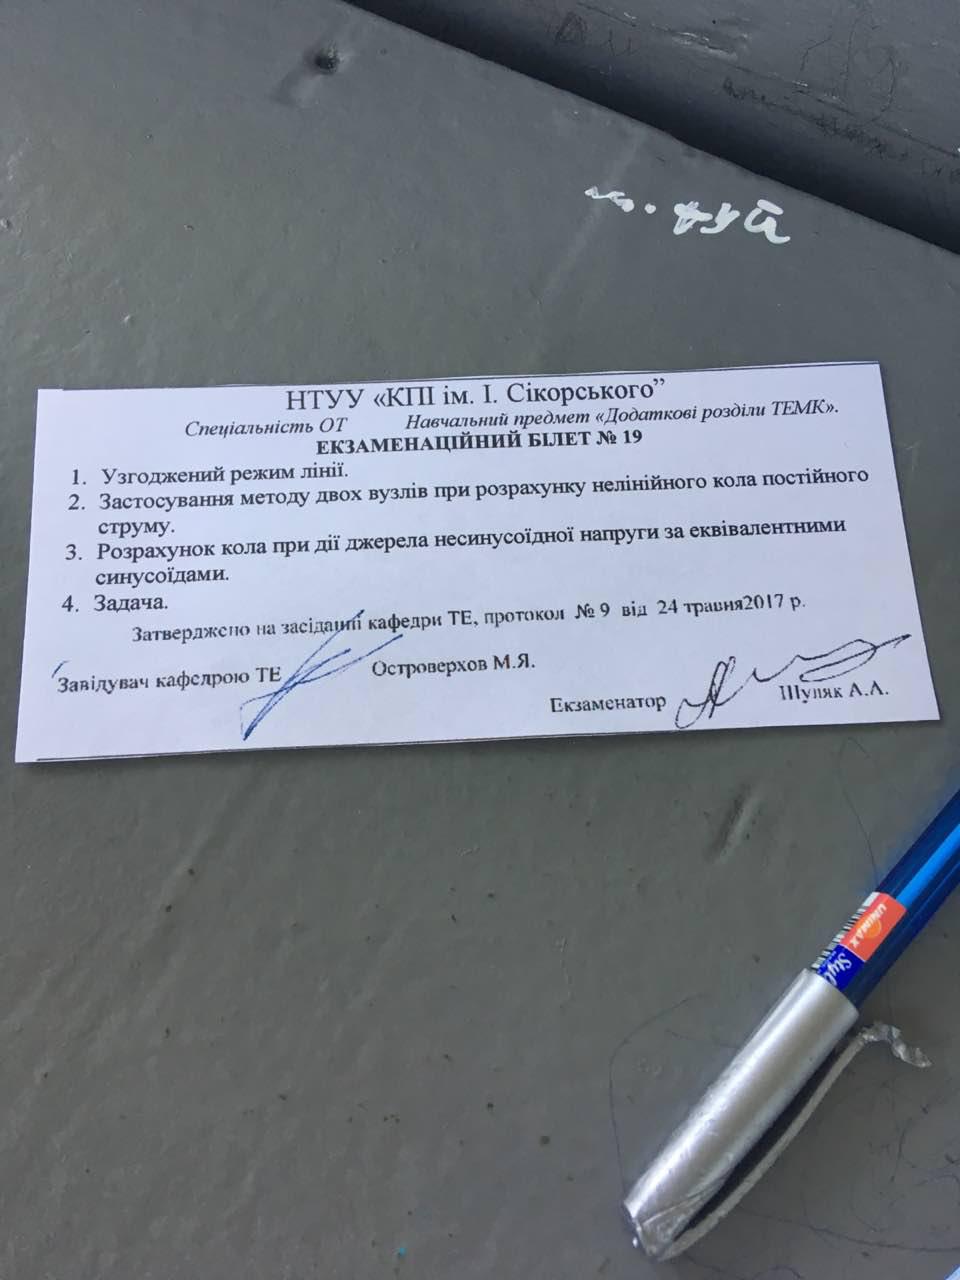 НТУУ «КПІ ім. І. Сікорського”
Спеціальність ОТ Навчальний предмет «Додаткові розділи ТЕМК».
ЕКЗАМЕНАЦІЙНИЙ БІЛЕТ № 19
1. Узгоджений режим лінії.
2. Застосування методу двох вузлів при розрахунку нелінійного кола постійного
струму.
3. Розрахунок кола при дії джерела несинусоїдної напруги за еквівалентними
синусоїдами.
4. Задача.
Затверджено на засіданні кафедри ТЕ, протокол № 9 від 24 травня2017 р.
Завідувач кафедрою ТЕ Островерхов М.Я.
Екзаменатор Шуляк А.А.
UNIMAX